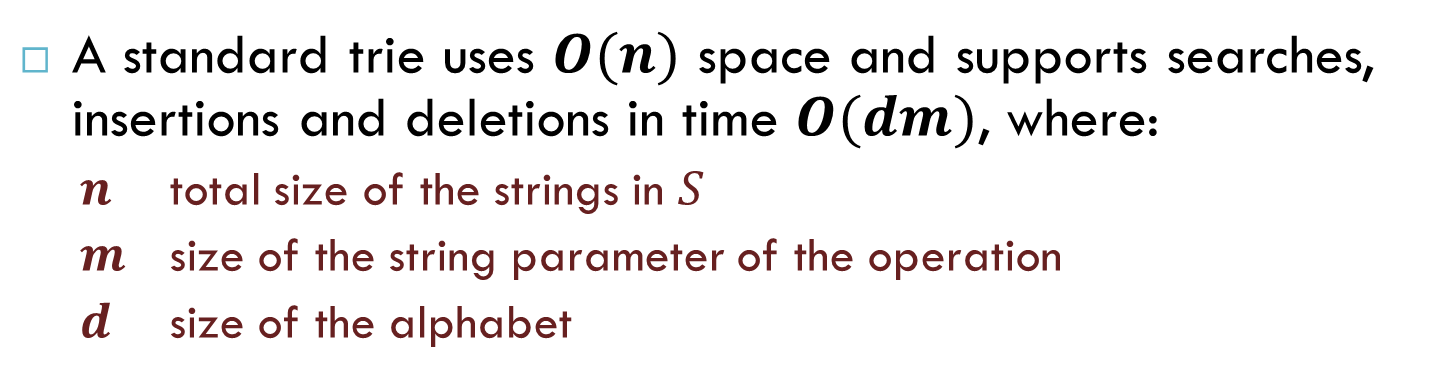 A standard trie uses O(n) space and supports searches,
insertions and deletions in time O(dm), where:
n total size of the strings in S
m size of the string parameter of the operation
d size of the alphabet